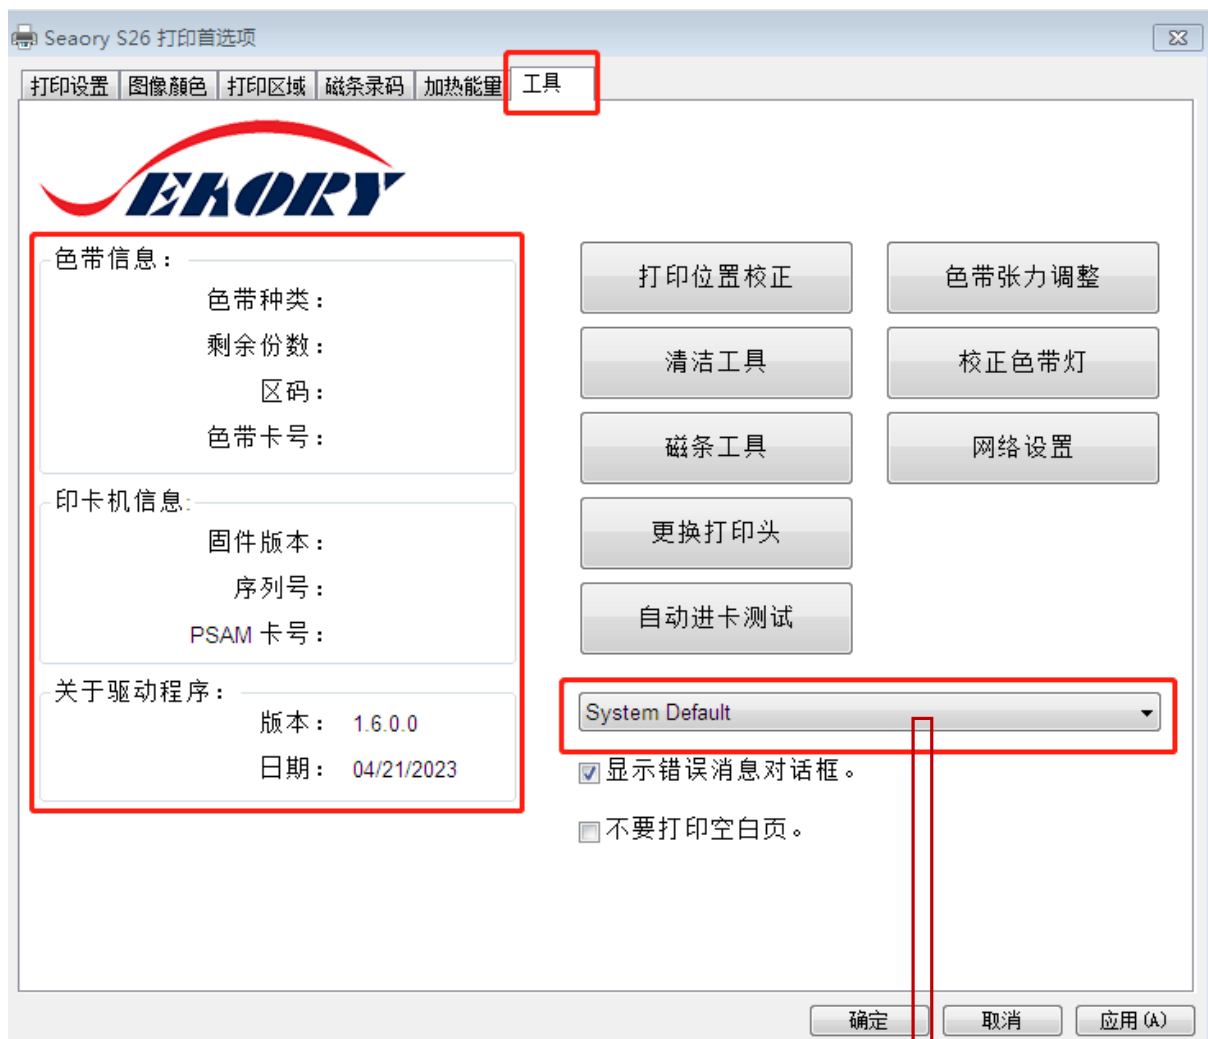 Seaory S26 打印首选项
打印设置 图像顏色 打印区域 磁条录码 加热能量 工具
SEAORY
色带信息：
色带种类：
剩余份数：
区码：
色带卡号：
印卡机信息:
固件版本：
序列号：
PSAM 卡号：
关于驱动程序：
版本： 1.6.0.0
日期： 04/21/2023
打印位置校正 色带张力调整
清洁工具 校正色带灯
磁条工具 网络设置
更换打印头
自动进卡测试
System Default
显示错误消息对话框。
不要打印空白页。
确定 取消 应用(A)